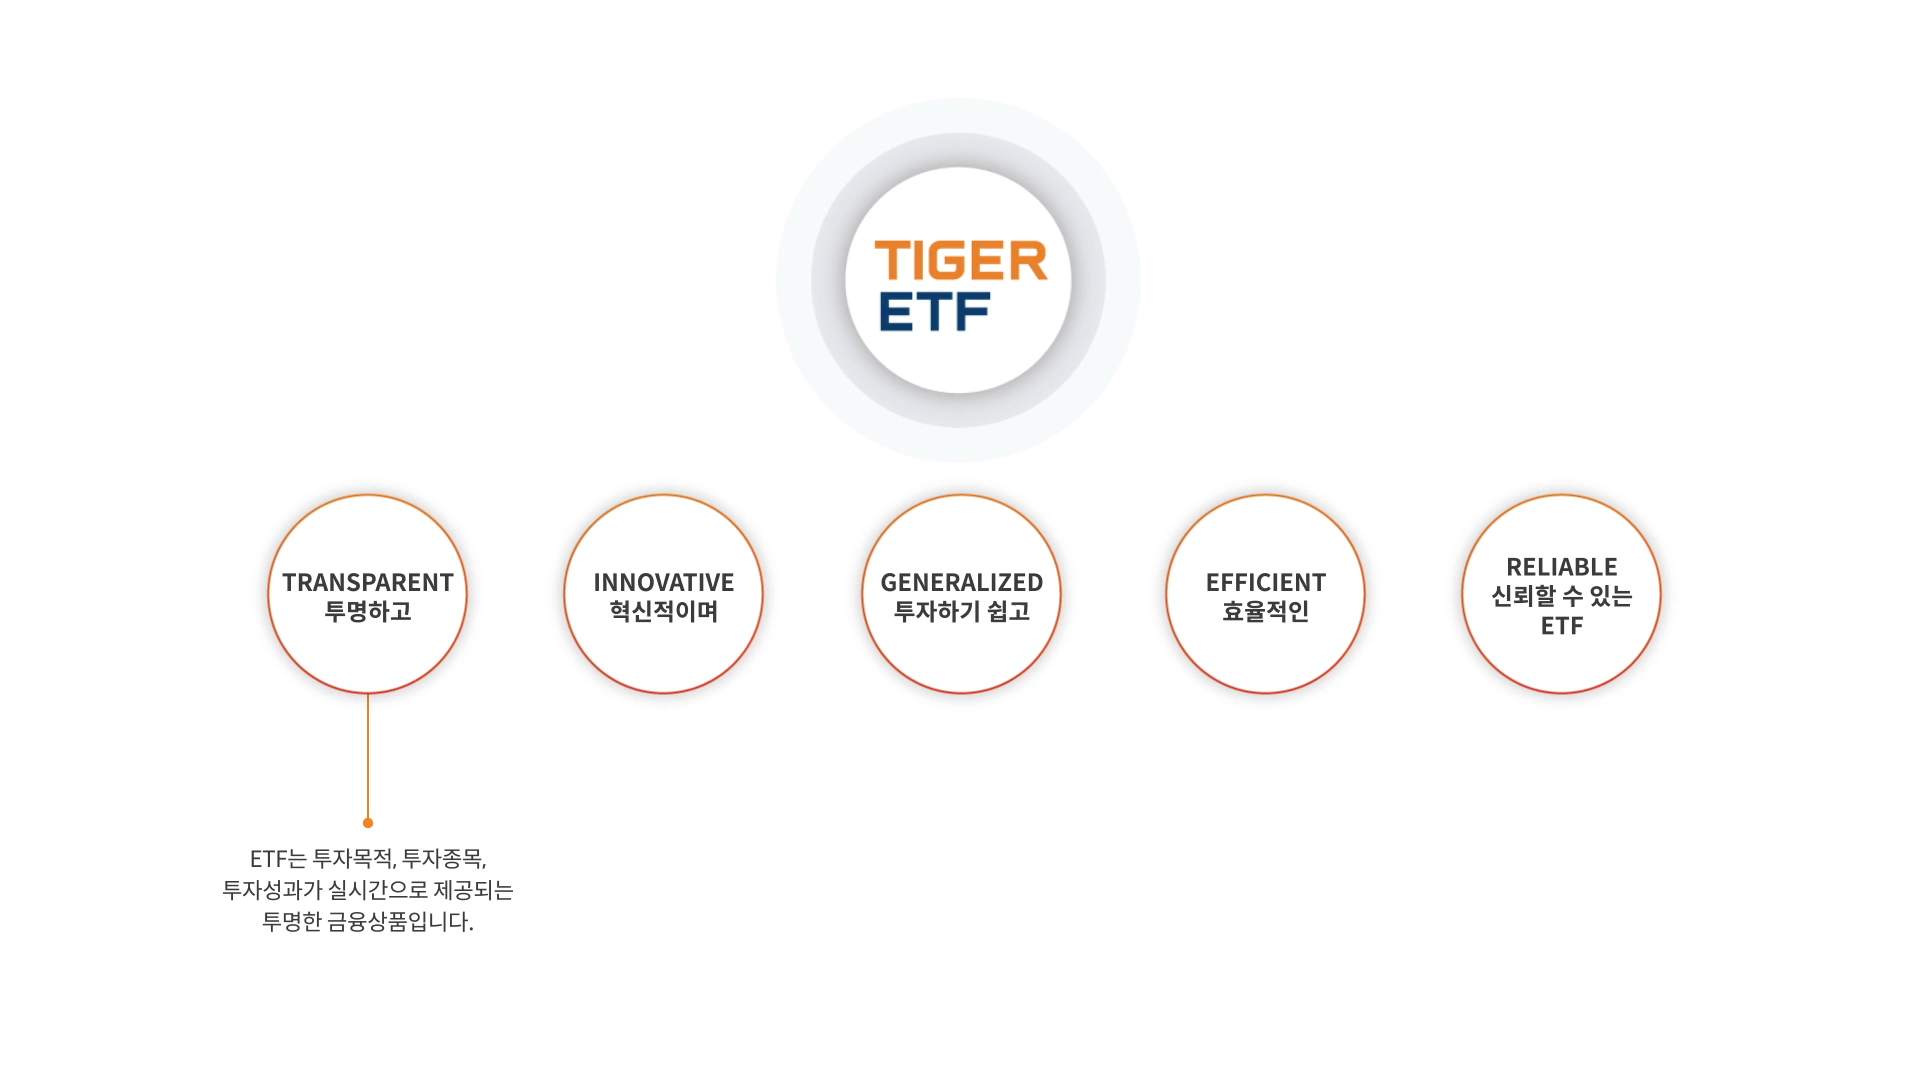 TIGER
ETF
TRANSPARENT
투명하고
INNOVATIVE
혁신적이며
GENERALIZED
투자하기 쉽고
EFFICIENT
효율적인
RELIABLE
신뢰할 수 있는
ETF
ETF는 투자목적, 투자종목,
투자성과가 실시간으로 제공되는
투명한 금융상품입니다.